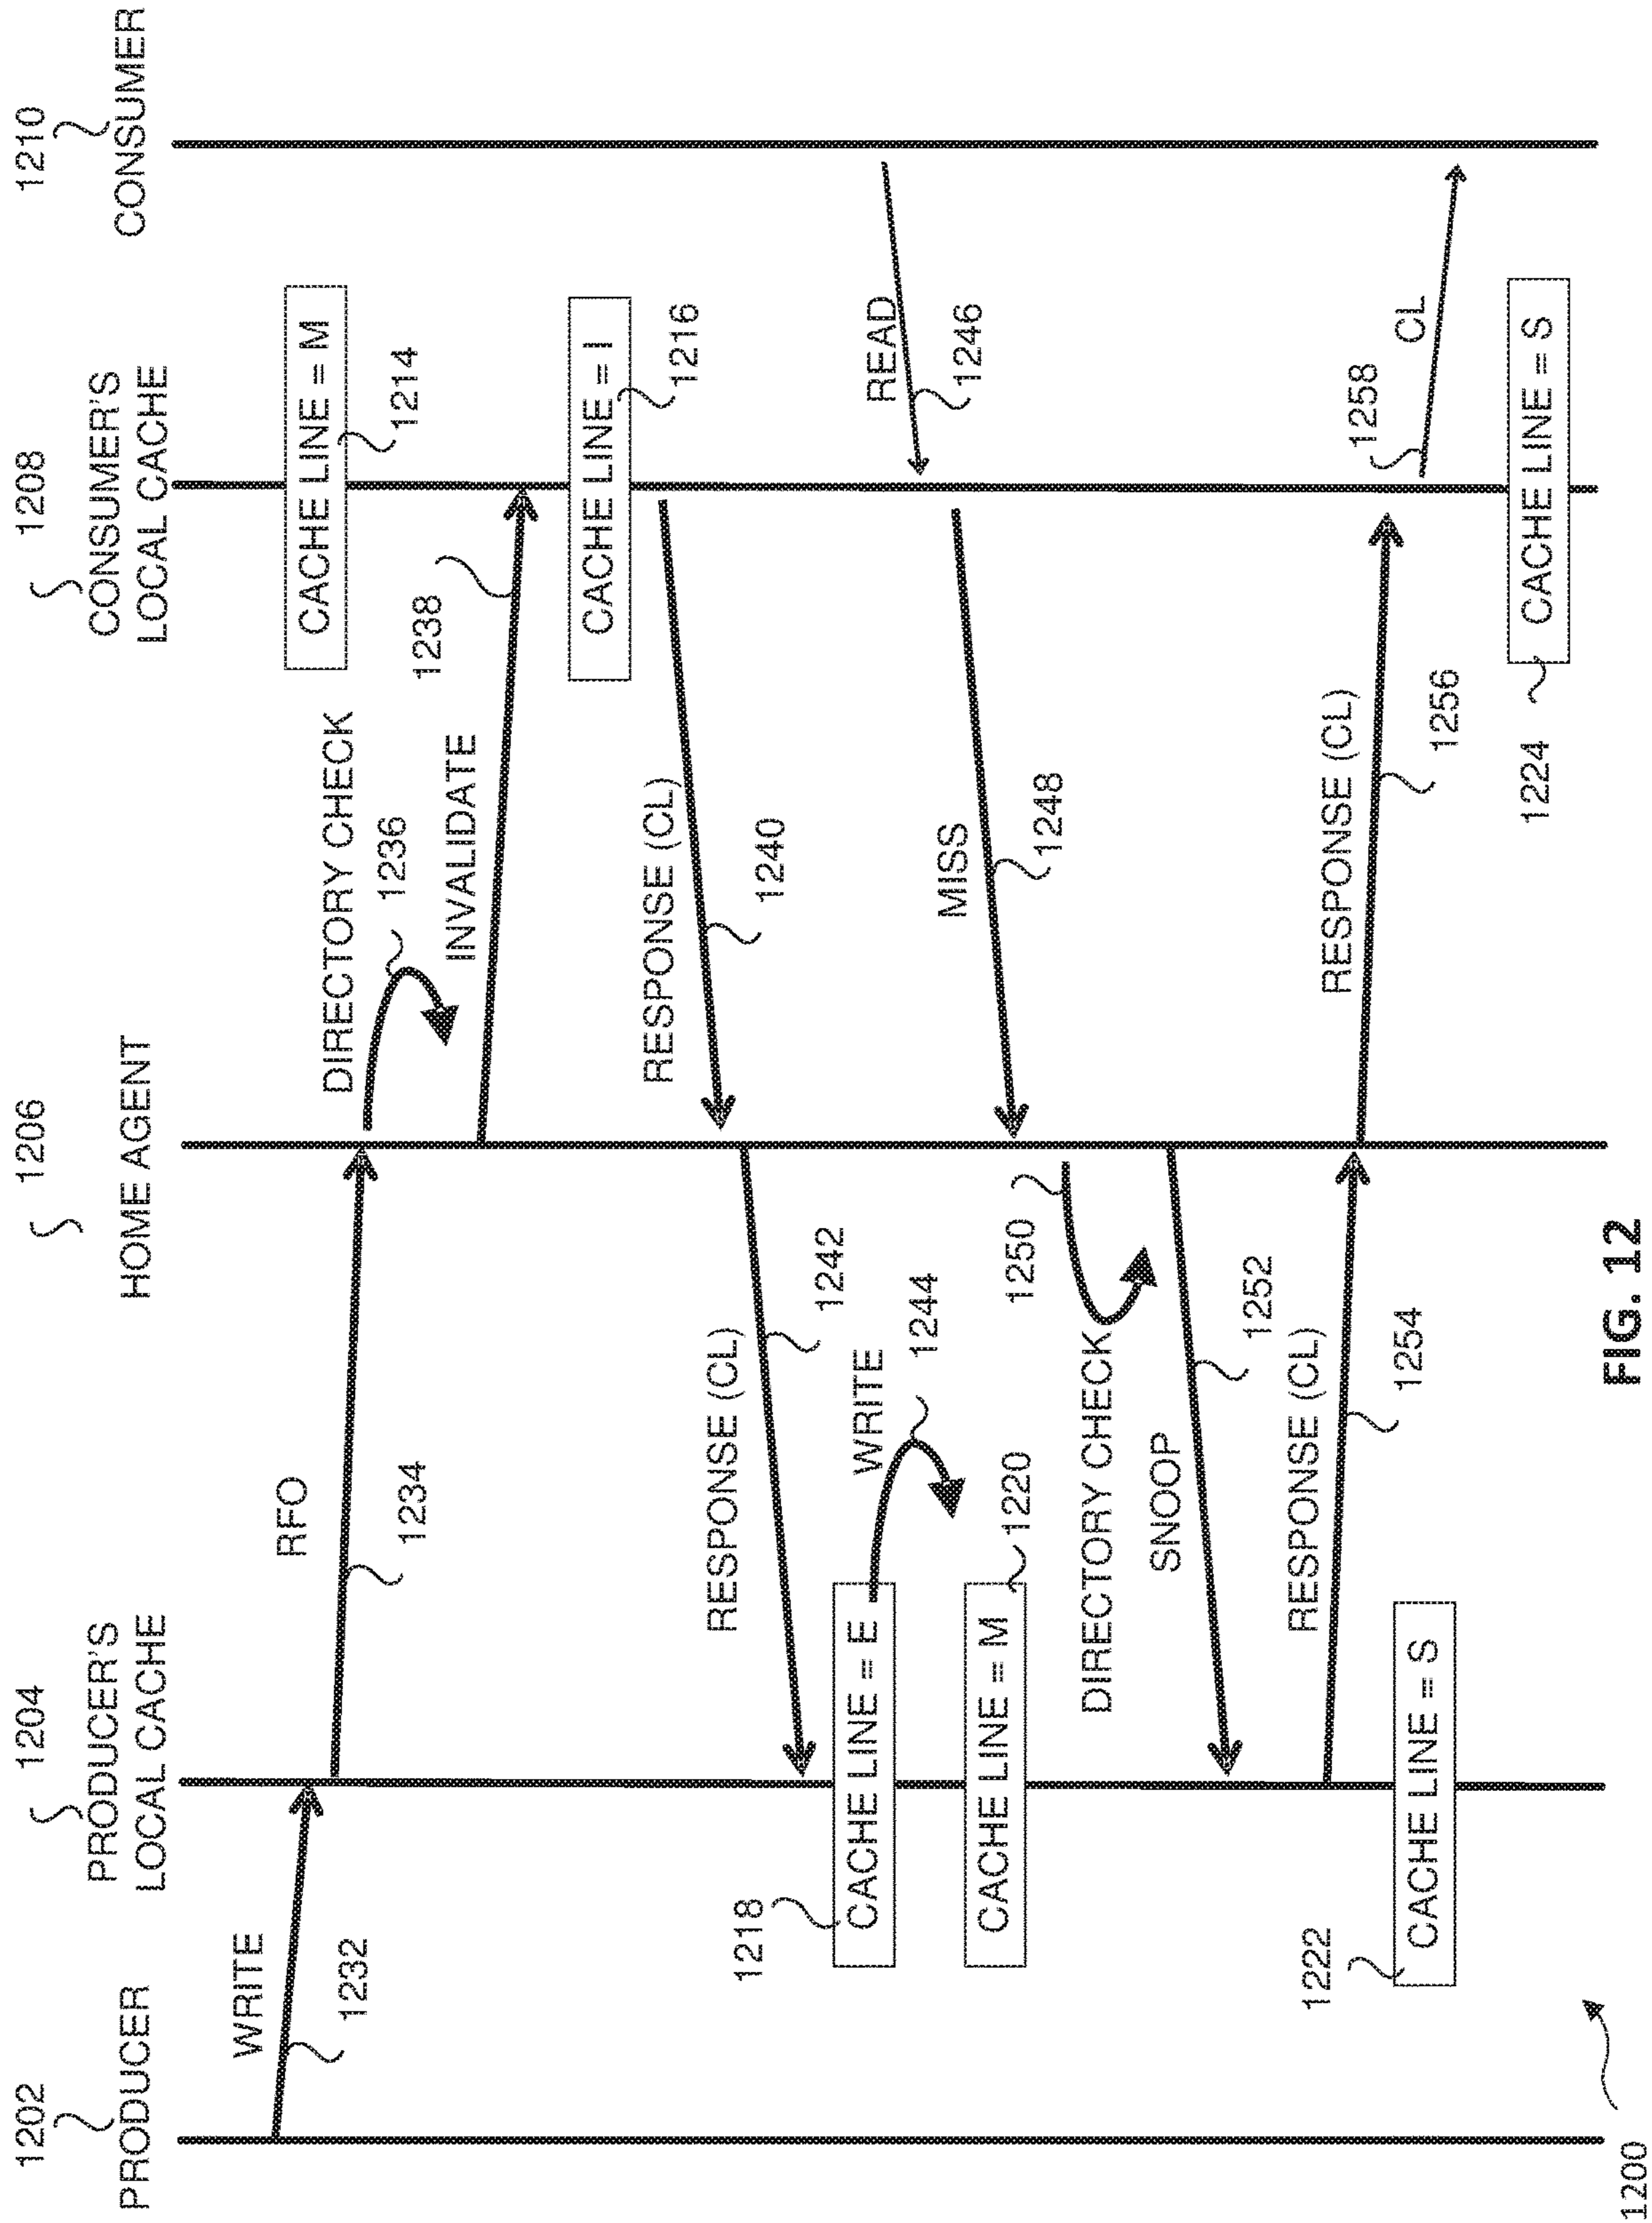 1202
PRODUCER
1204
PRODUCER'S
LOCAL CACHE
1206
HOME AGENT
1208
CONSUMER'S
LOCAL CACHE
1210
CONSUMER
WRITE
1232
RFO
1234
CACHE LINE = M
1214
DIRECTORY CHECK
1236
INVALIDATE
1238
CACHE LINE = I
1216
RESPONSE (CL)
1240
RESPONSE (CL)
1242
1218
CACHE LINE = E
WRITE
1244
READ
1246
CACHE LINE = M
1220
MISS
1248
1250
DIRECTORY CHECK
SNOOP
1252
RESPONSE (CL)
1254
RESPONSE (CL)
1256
1258
CL
1222
CACHE LINE = S
CACHE LINE = S
1224
1200
FIG. 12